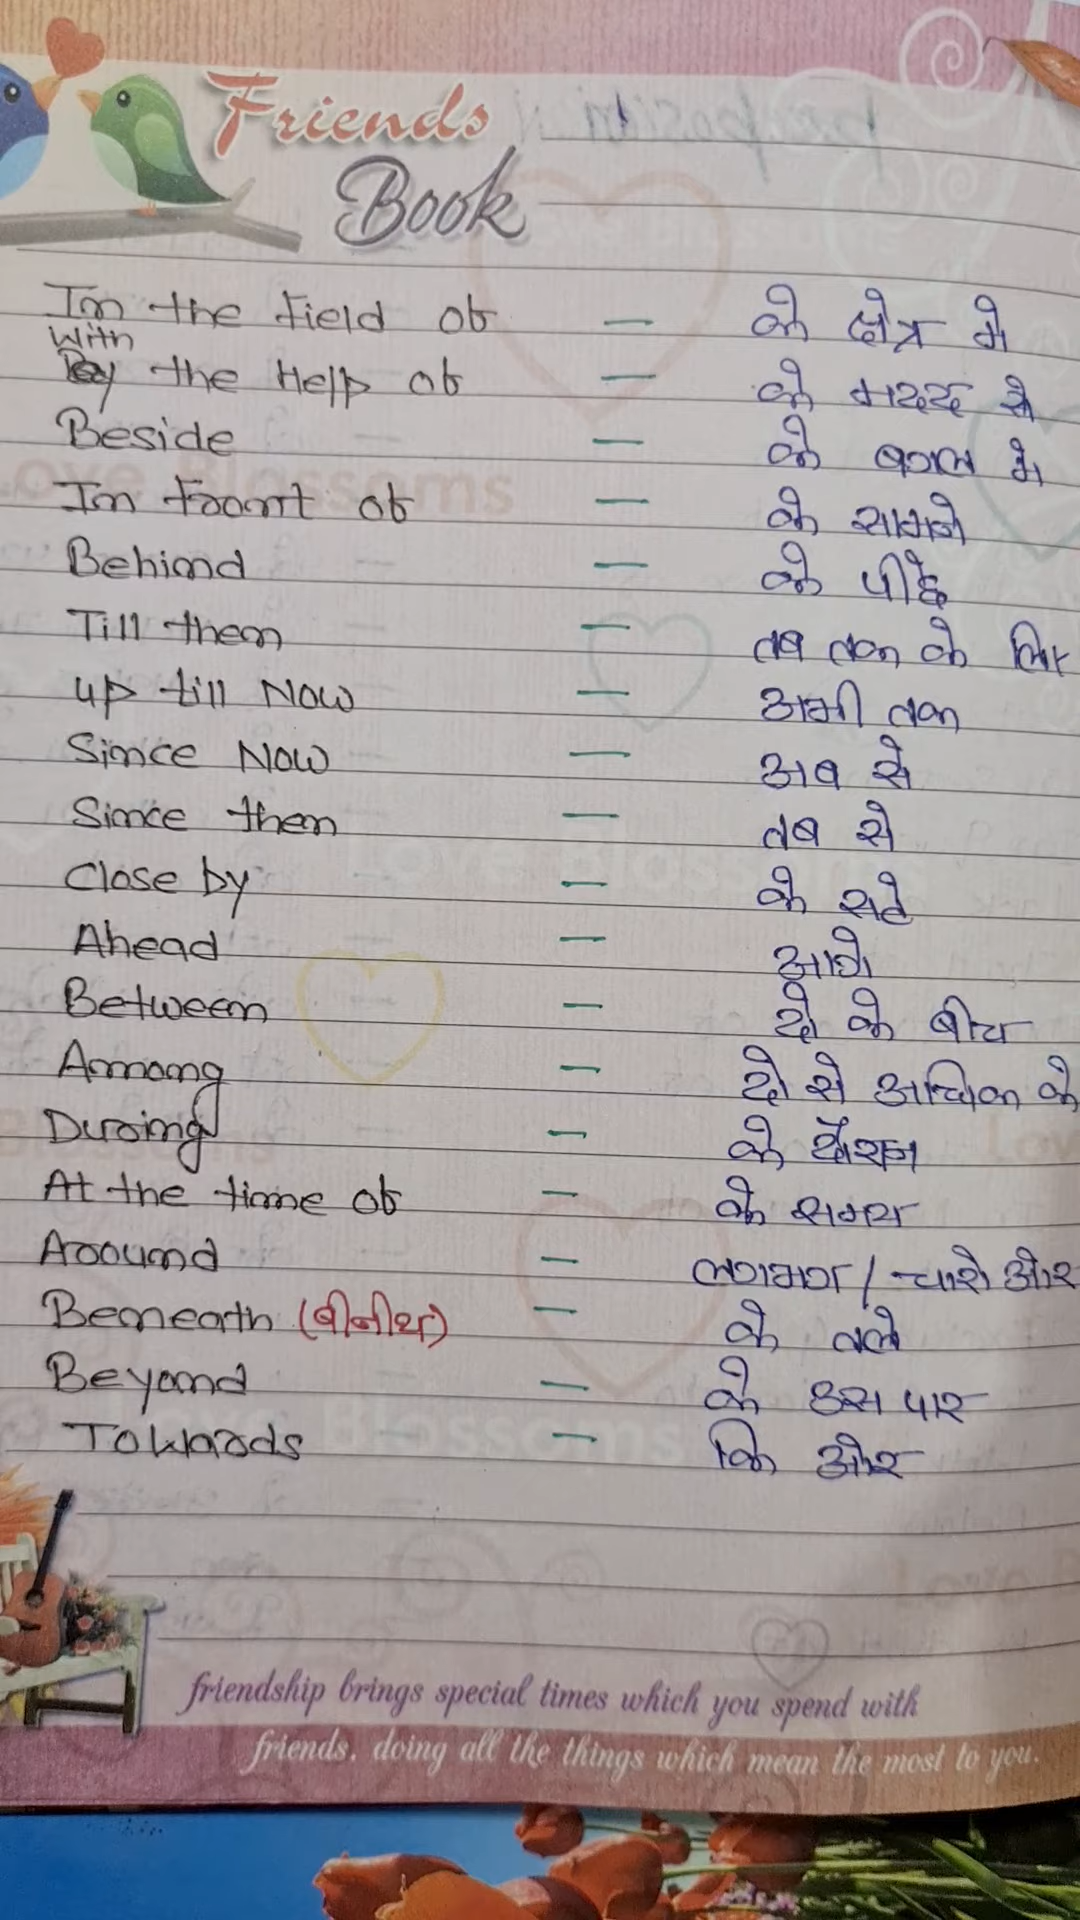 Friends
Book
In the field of — के क्षेत्र मे
With
By the Help of — के मदद से
Beside — के बगल मे
In front of — के सामने
Behind — के पीछे
Till then — तब तक के लिए
up till Now — अभी तक
Since Now — अब से
Since then — तब से
Close by — के सटे
Ahead — आगे
Between — दो के बीच
Among — दो से अधिक के
During — के दौरान
At the time of — के समय
Around — लगभग / चारो ओर
Beneath (बीनीथ) — के तले
Beyond — के उस पार
Towards — कि ओर
friendship brings special times which you spend with
friends, doing all the things which mean the most to you.